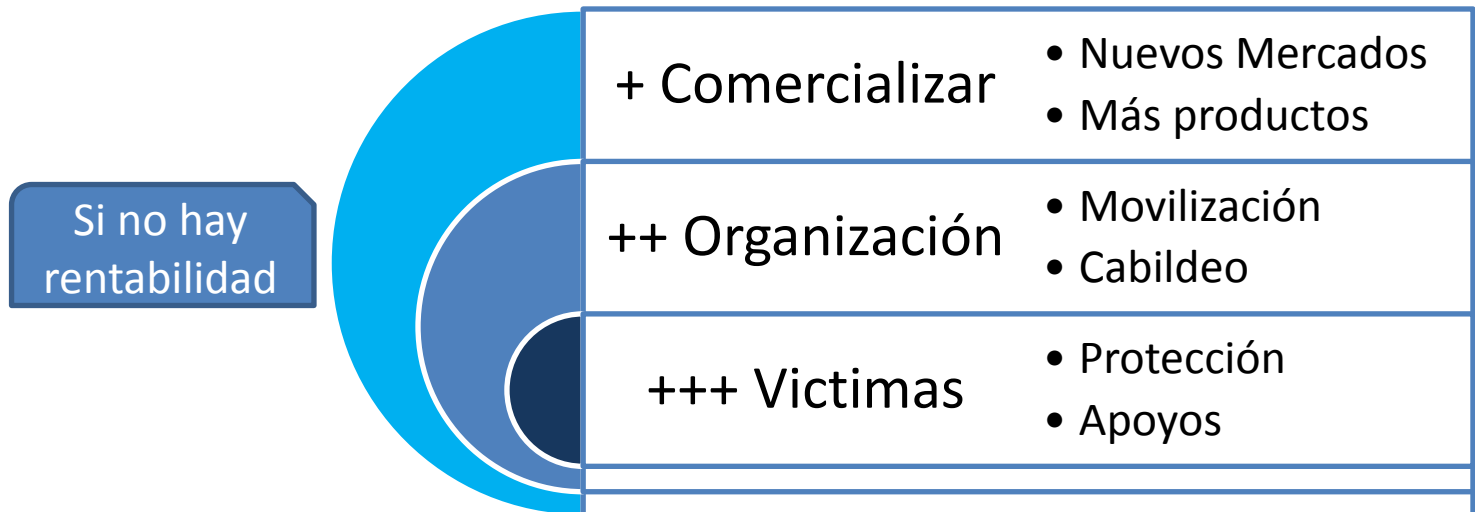 Si no hay
rentabilidad
+ Comercializar
• Nuevos Mercados
• Más productos
++ Organización
• Movilización
• Cabildeo
+++ Victimas
• Protección
• Apoyos